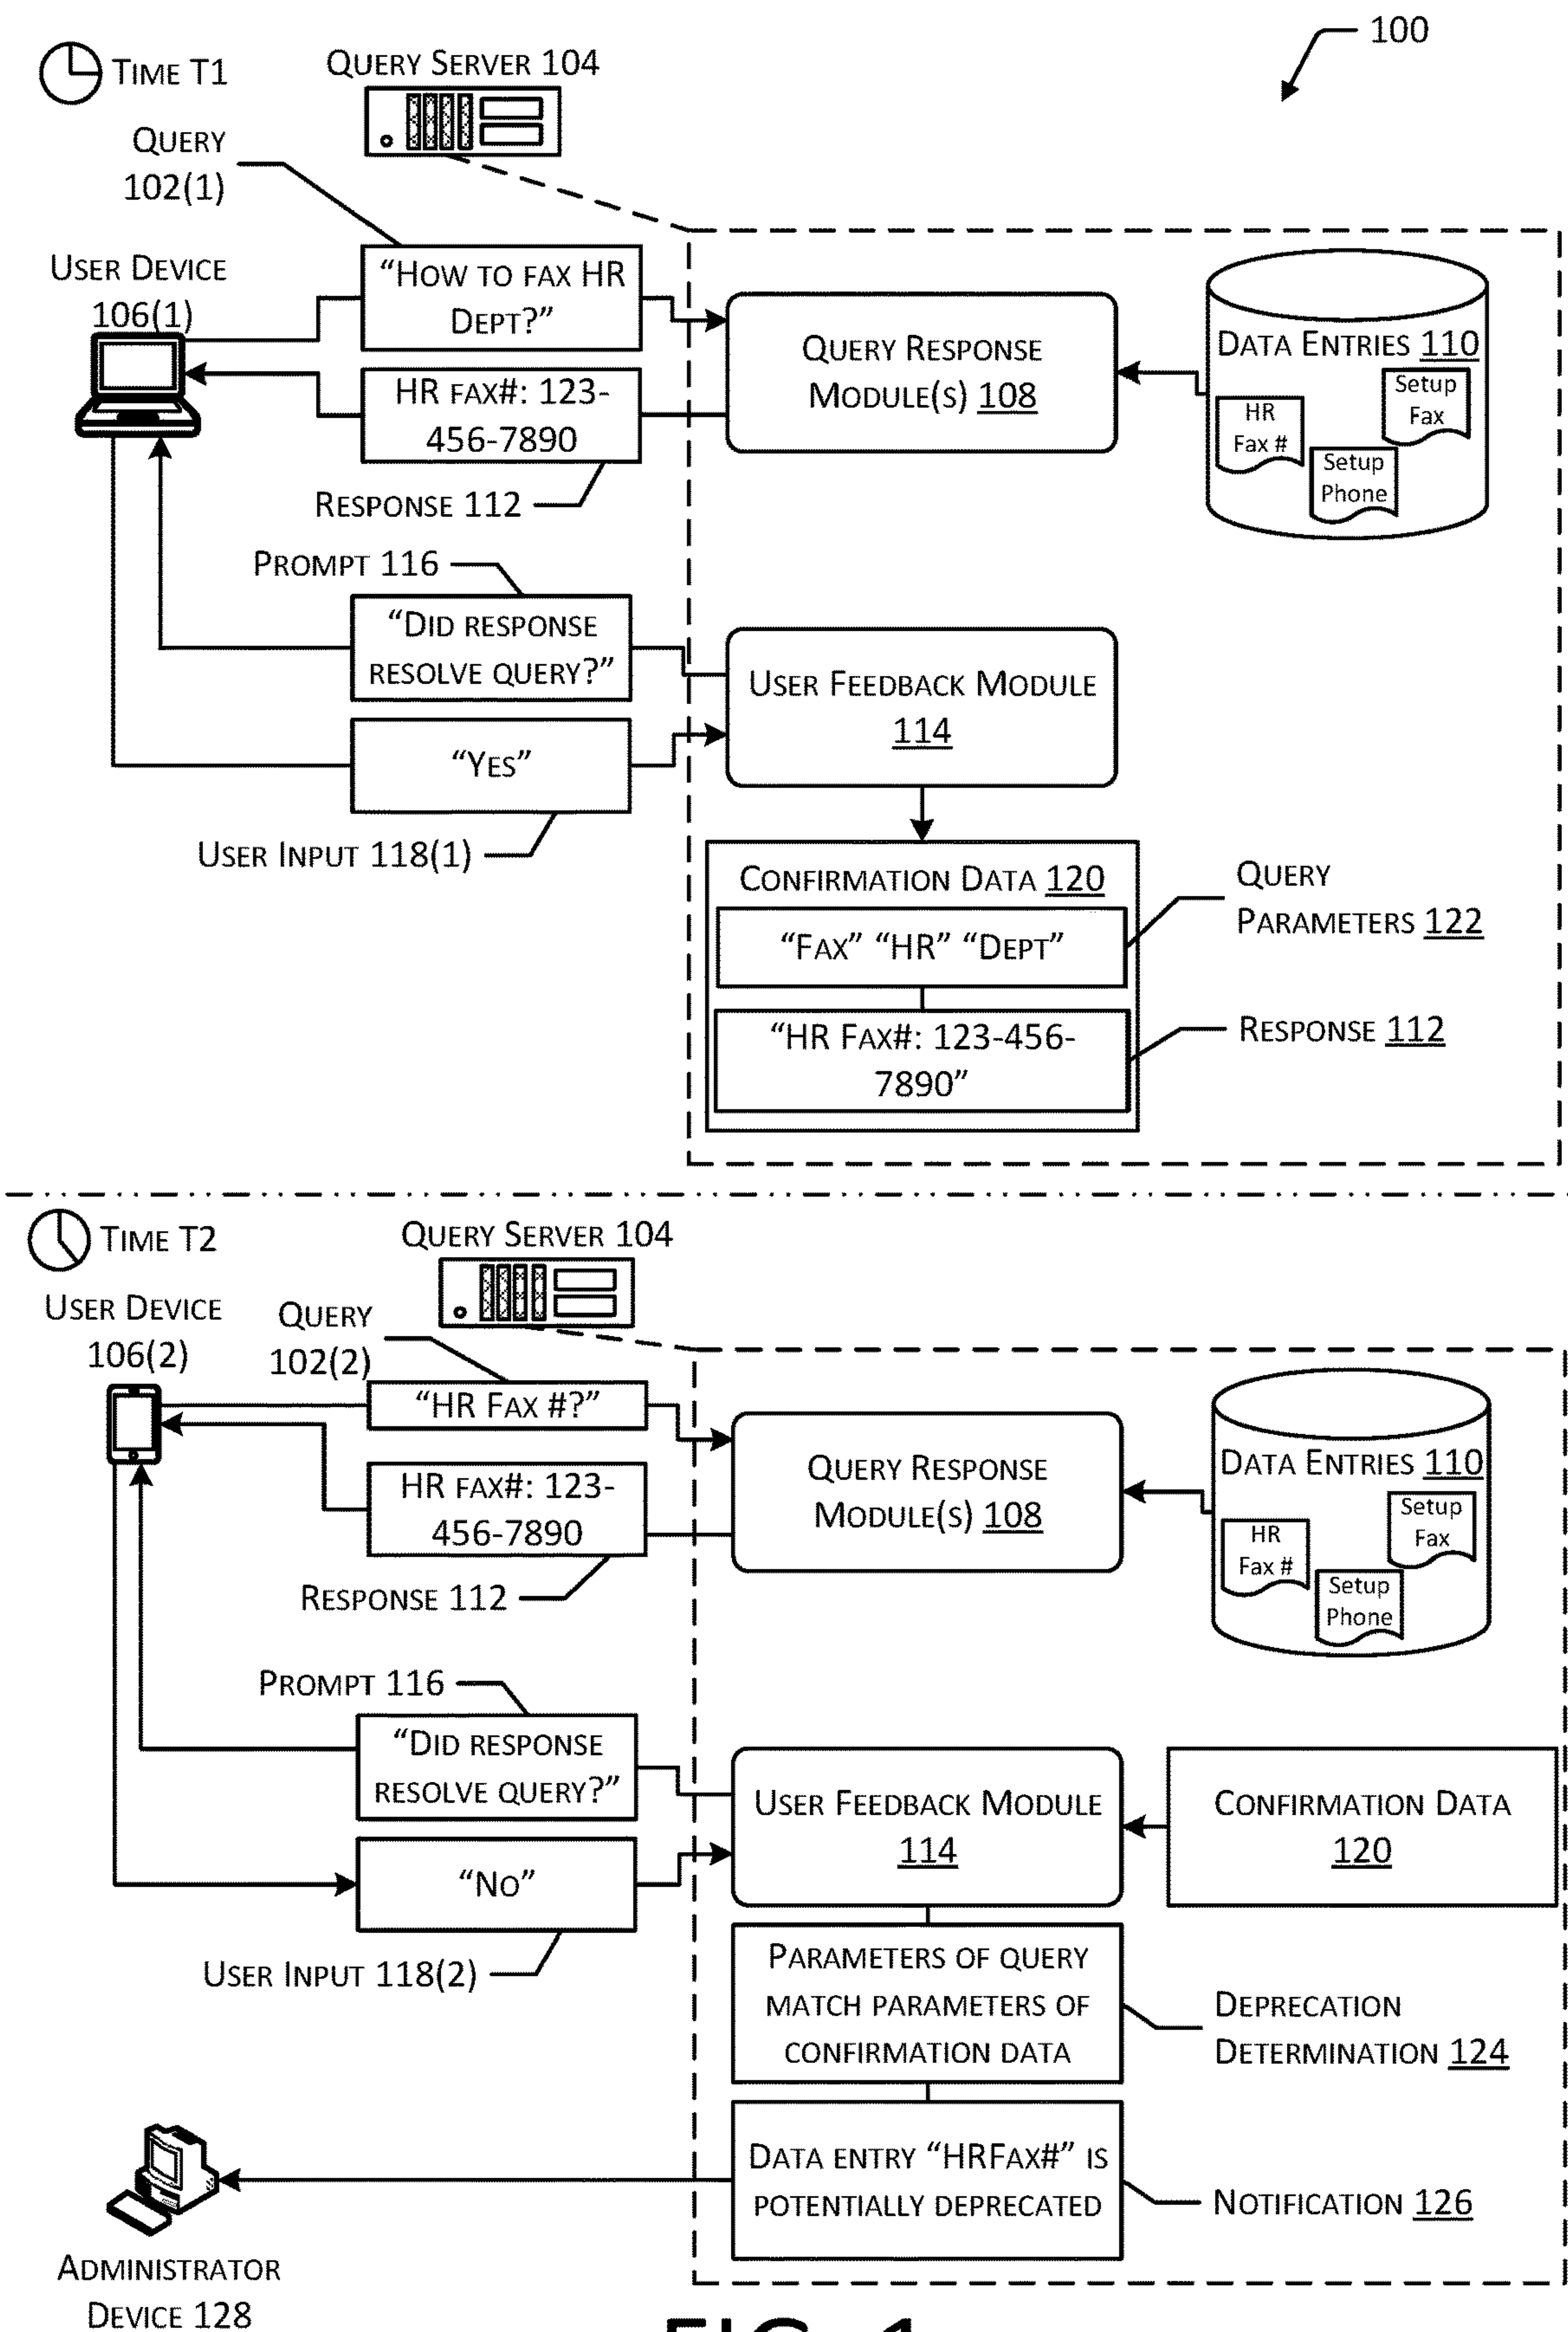 100
Time T1
Query Server 104
Query
102(1)
User Device
106(1)
“How to fax HR
Dept?”
HR fax#: 123-
456-7890
Response 112
Query Response
Module(s) 108
Data Entries 110
HR
Fax #
Setup
Fax
Setup
Phone
Prompt 116
“Did response
resolve query?”
“Yes”
User Input 118(1)
User Feedback Module
114
Confirmation Data 120
“Fax” “HR” “Dept”
“HR Fax#: 123-456-
7890”
Query
Parameters 122
Response 112
Time T2
Query Server 104
User Device
106(2)
Query
102(2)
“HR Fax #?”
HR fax#: 123-
456-7890
Response 112
Query Response
Module(s) 108
Data Entries 110
HR
Fax #
Setup
Fax
Setup
Phone
Prompt 116
“Did response
resolve query?”
“No”
User Input 118(2)
User Feedback Module
114
Confirmation Data
120
Parameters of query
match parameters of
confirmation data
Deprecation
Determination 124
Data entry “HRFax#” is
potentially deprecated
Notification 126
Administrator
Device 128